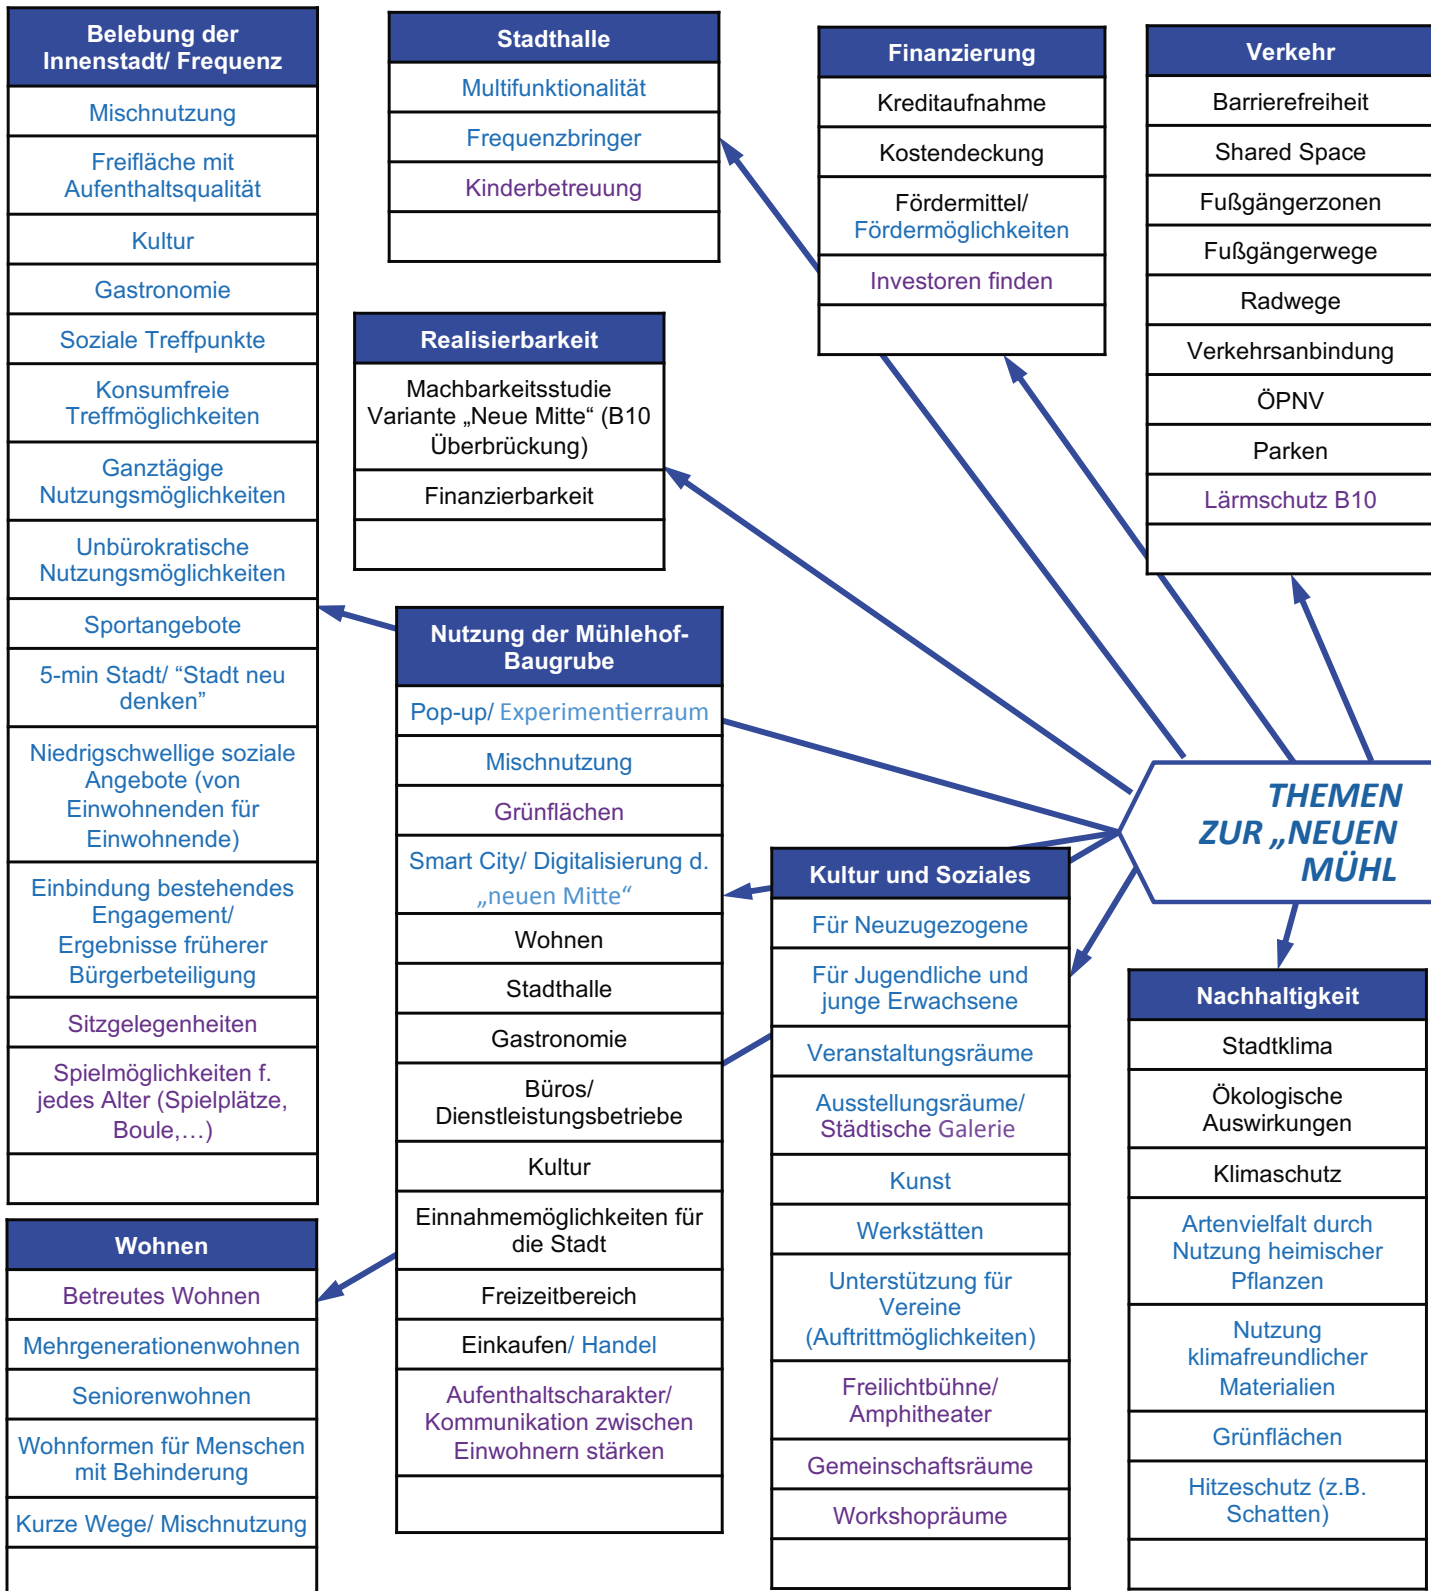 Belebung der
Innenstadt/ Frequenz
Mischnutzung
Freifläche mit
Aufenthaltsqualität
Kultur
Gastronomie
Soziale Treffpunkte
Konsumfreie
Treffmöglichkeiten
Ganztägige
Nutzungsmöglichkeiten
Unbürokratische
Nutzungsmöglichkeiten
Sportangebote
5-min Stadt/ “Stadt neu
denken”
Niedrigschwellige soziale
Angebote (von
Einwohnenden für
Einwohnende)
Einbindung bestehendes
Engagement/
Ergebnisse früherer
Bürgerbeteiligung
Sitzgelegenheiten
Spielmöglichkeiten f.
jedes Alter (Spielplätze,
Boule,…)
Wohnen
Betreutes Wohnen
Mehrgenerationenwohnen
Seniorenwohnen
Wohnformen für Menschen
mit Behinderung
Kurze Wege/ Mischnutzung
Stadthalle
Multifunktionalität
Frequenzbringer
Kinderbetreuung
Realisierbarkeit
Machbarkeitsstudie
Variante „Neue Mitte“ (B10
Überbrückung)
Finanzierbarkeit
Nutzung der Mühlehof-
Baugrube
Pop-up/ Experimentierraum
Mischnutzung
Grünflächen
Smart City/ Digitalisierung d.
„neuen Mitte“
Wohnen
Stadthalle
Gastronomie
Büros/
Dienstleistungsbetriebe
Kultur
Einnahmemöglichkeiten für
die Stadt
Freizeitbereich
Einkaufen/ Handel
Aufenthaltscharakter/
Kommunikation zwischen
Einwohnern stärken
Finanzierung
Kreditaufnahme
Kostendeckung
Fördermittel/
Fördermöglichkeiten
Investoren finden
Verkehr
Barrierefreiheit
Shared Space
Fußgängerzonen
Fußgängerwege
Radwege
Verkehrsanbindung
ÖPNV
Parken
Lärmschutz B10
THEMEN
ZUR „NEUEN
MÜHL
Kultur und Soziales
Für Neuzugezogene
Für Jugendliche und
junge Erwachsene
Veranstaltungsräume
Ausstellungsräume/
Städtische Galerie
Kunst
Werkstätten
Unterstützung für
Vereine
(Auftrittmöglichkeiten)
Freilichtbühne/
Amphitheater
Gemeinschaftsräume
Workshopräume
Nachhaltigkeit
Stadtklima
Ökologische
Auswirkungen
Klimaschutz
Artenvielfalt durch
Nutzung heimischer
Pflanzen
Nutzung
klimafreundlicher
Materialien
Grünflächen
Hitzeschutz (z.B.
Schatten)